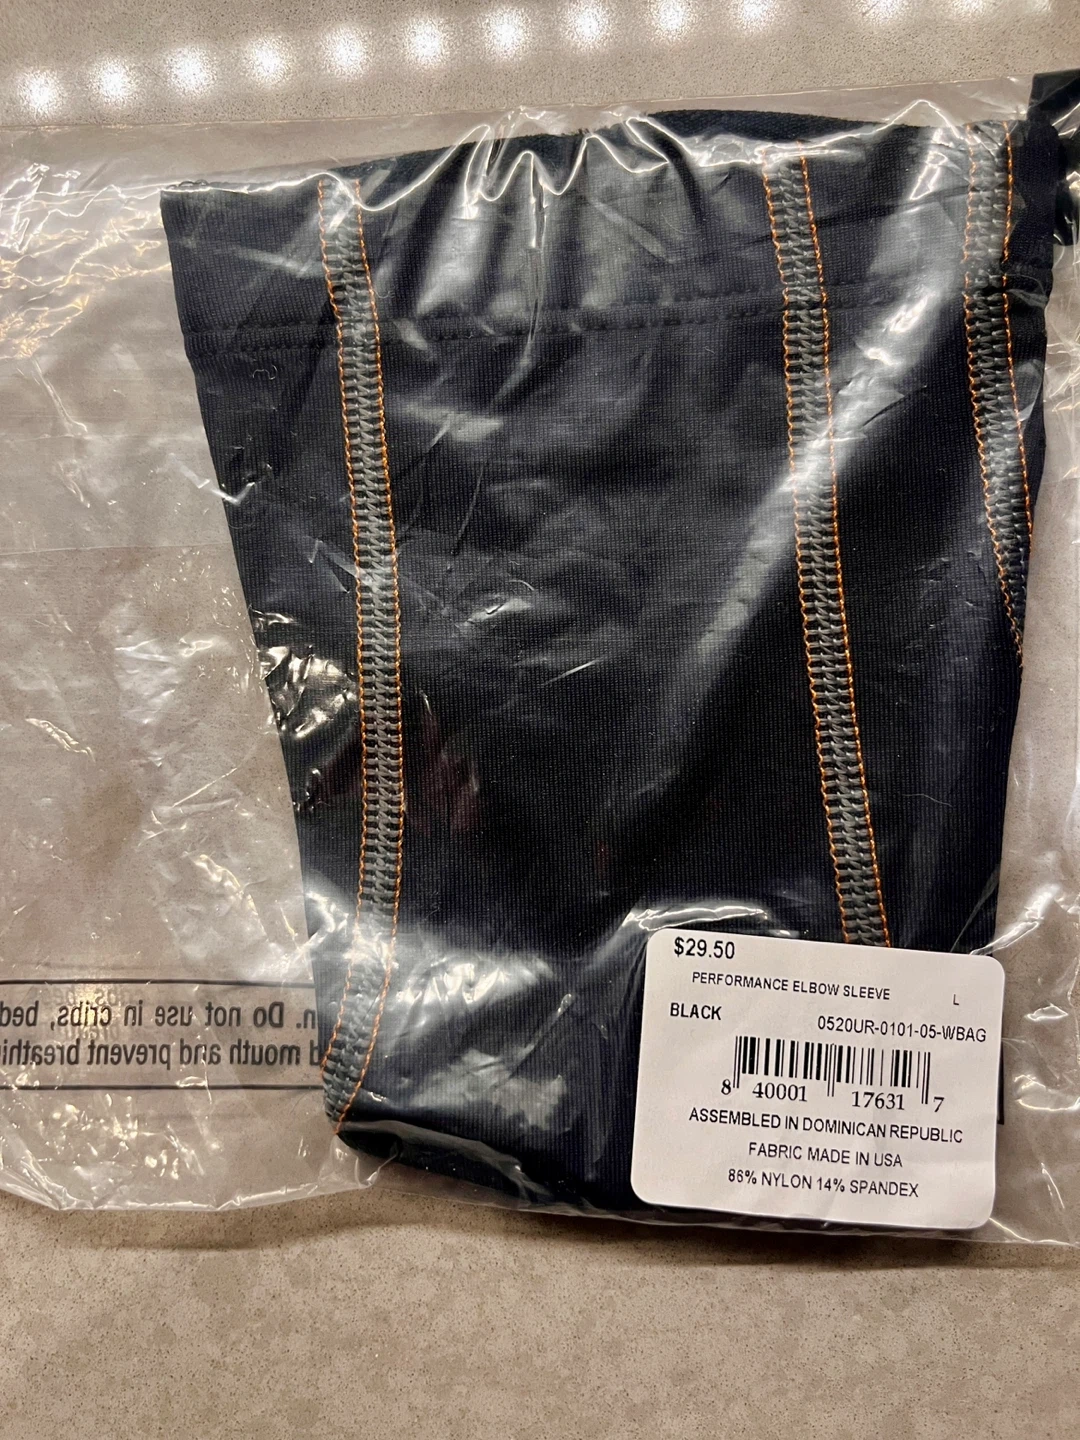 $29.50
PERFORMANCE ELBOW SLEEVE L
BLACK
0520UR-0101-05-WBAG
8 40001 17631 7
ASSEMBLED IN DOMINICAN REPUBLIC
FABRIC MADE IN USA
86% NYLON 14% SPANDEX
n. Do not use in cribs, bed
d mouth and prevent breathi